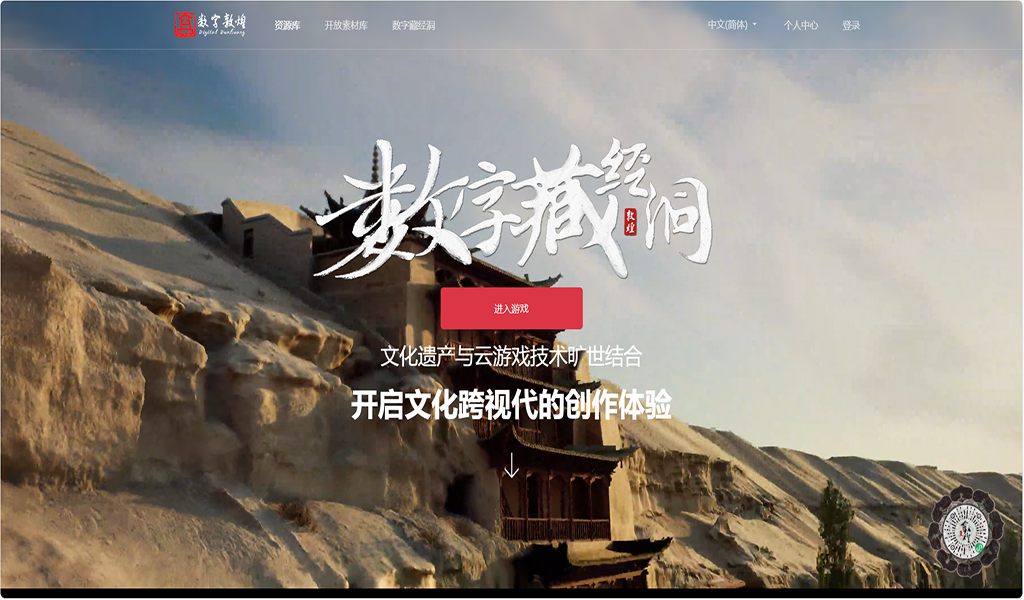 数字敦煌
Digital Dunhuang
资源库
开放素材库
数字藏经洞
中文(简体)
个人中心
登录
数字藏经洞
敦煌
进入游戏
文化遗产与云游戏技术旷世结合
开启文化跨视代的创作体验